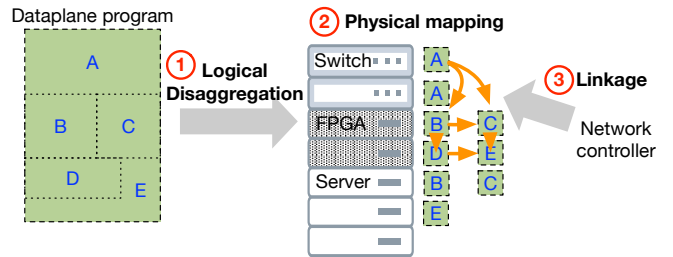 Dataplane program
A
B C
D
E
1 Logical
Disaggregation
2 Physical mapping
Switch
FPGA
Server
A
A
B C
D E
B C
E
3 Linkage
Network
controller